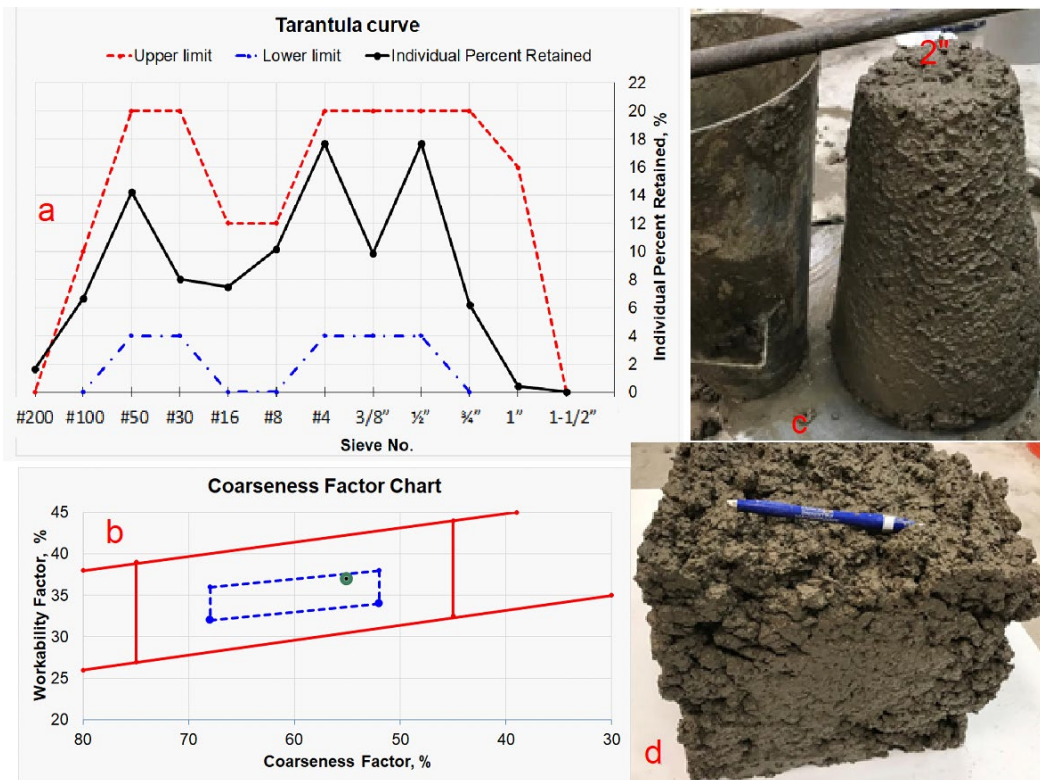 Tarantula curve
Upper limit
Lower limit
Individual Percent Retained
22
20
18
16
14
12
10
8
6
4
2
0
Individual Percent Retained, %
a
#200 #100 #50 #30 #16 #8 #4 3/8" ½" ¾" 1" 1-1/2"
Sieve No.
2"
c
Coarseness Factor Chart
b
45
40
35
30
25
20
Workability Factor, %
80 70 60 50 40 30
Coarseness Factor, %
d